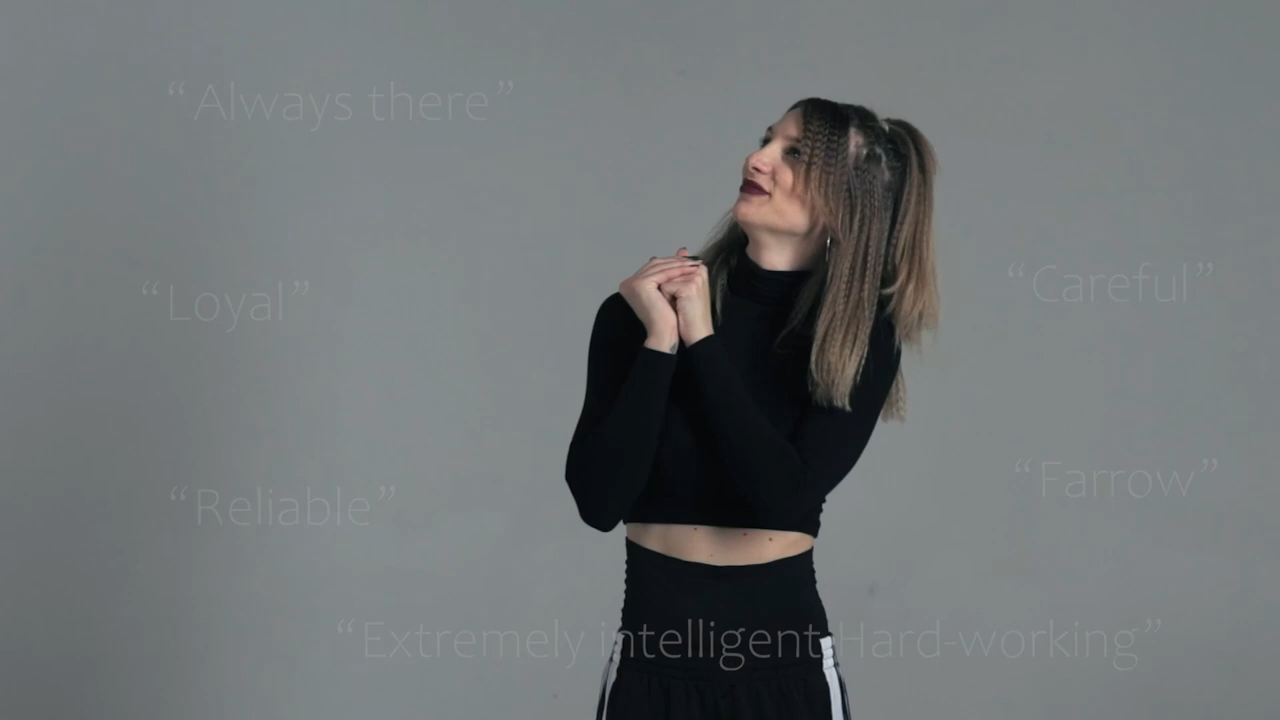 “Always there”
“Careful”
“Loyal”
“Farrow”
“Reliable”
“Extremely intelligent Hard-working”